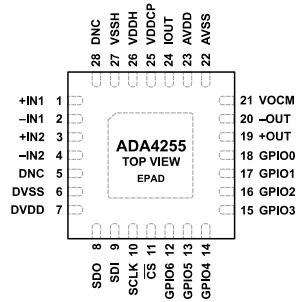 28 DNC
27 VSSH
26 VDDH
25 VDDCP
24 IOUT
23 AVDD
22 AVSS
+IN1 1
–IN1 2
+IN2 3
–IN2 4
DNC 5
DVSS 6
DVDD 7
ADA4255
TOP VIEW
EPAD
21 VOCM
20 –OUT
19 +OUT
18 GPIO0
17 GPIO1
16 GPIO2
15 GPIO3
SDO 8
SDI 9
SCLK 10
CS 11
GPIO6 12
GPIO5 13
GPIO4 14